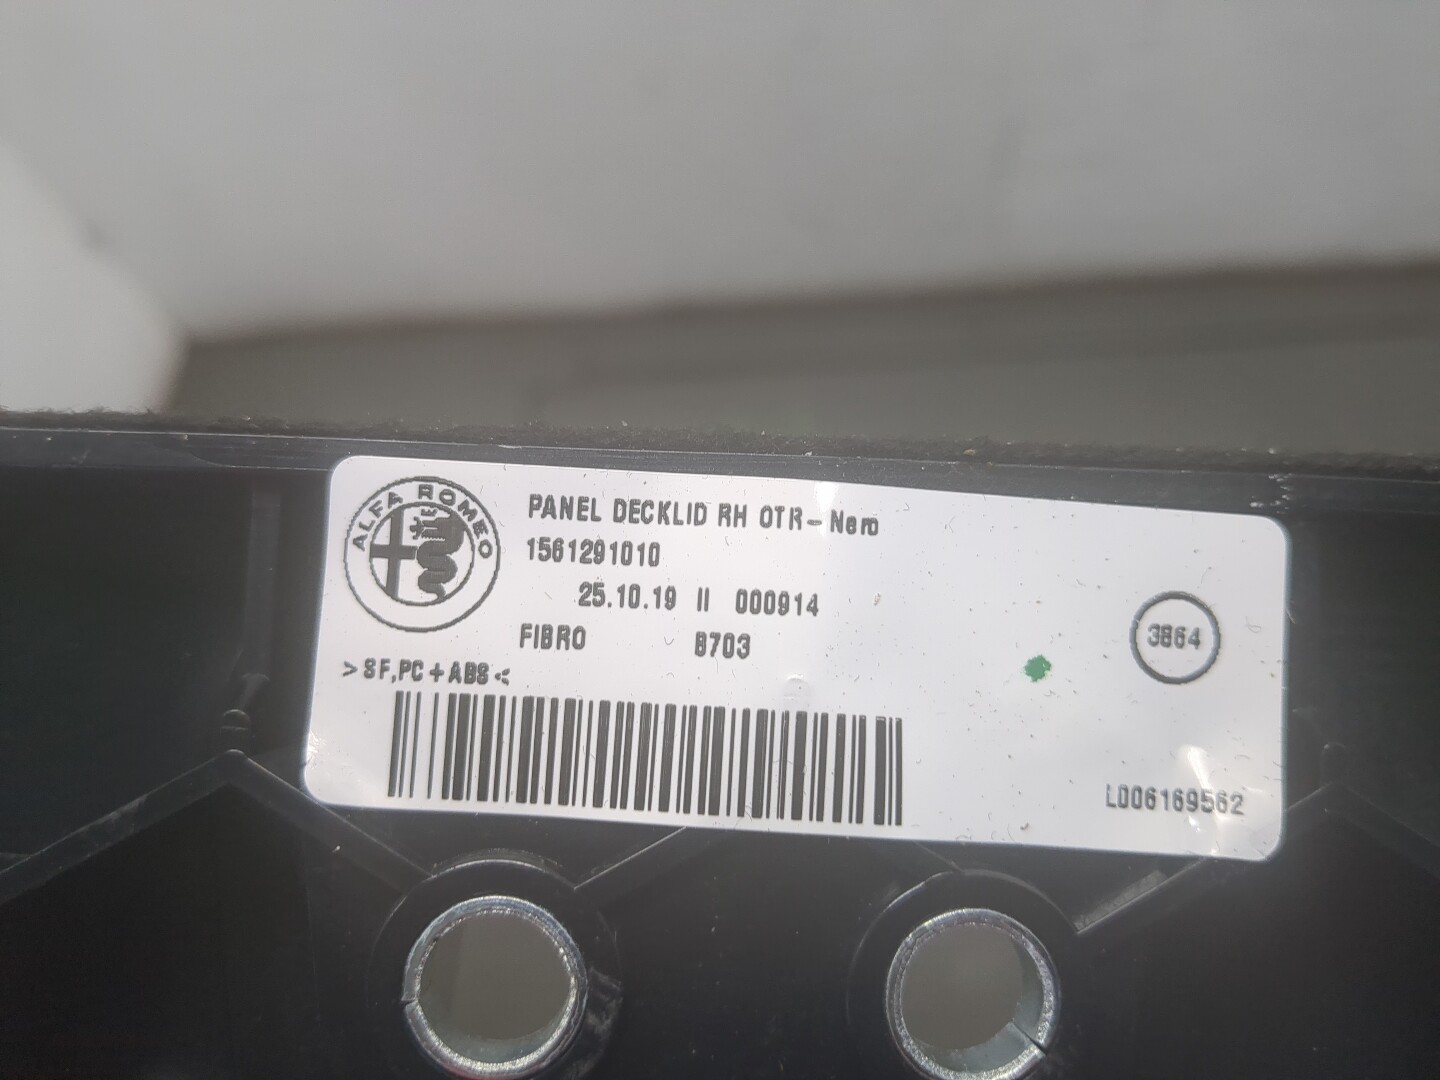 ALFA ROMEO
PANEL DECKLID RH OTR-Nero
1561291010
25.10.19 II 000914
FIBRO 8703
>SF,PC+ABS<
3864
L006169562